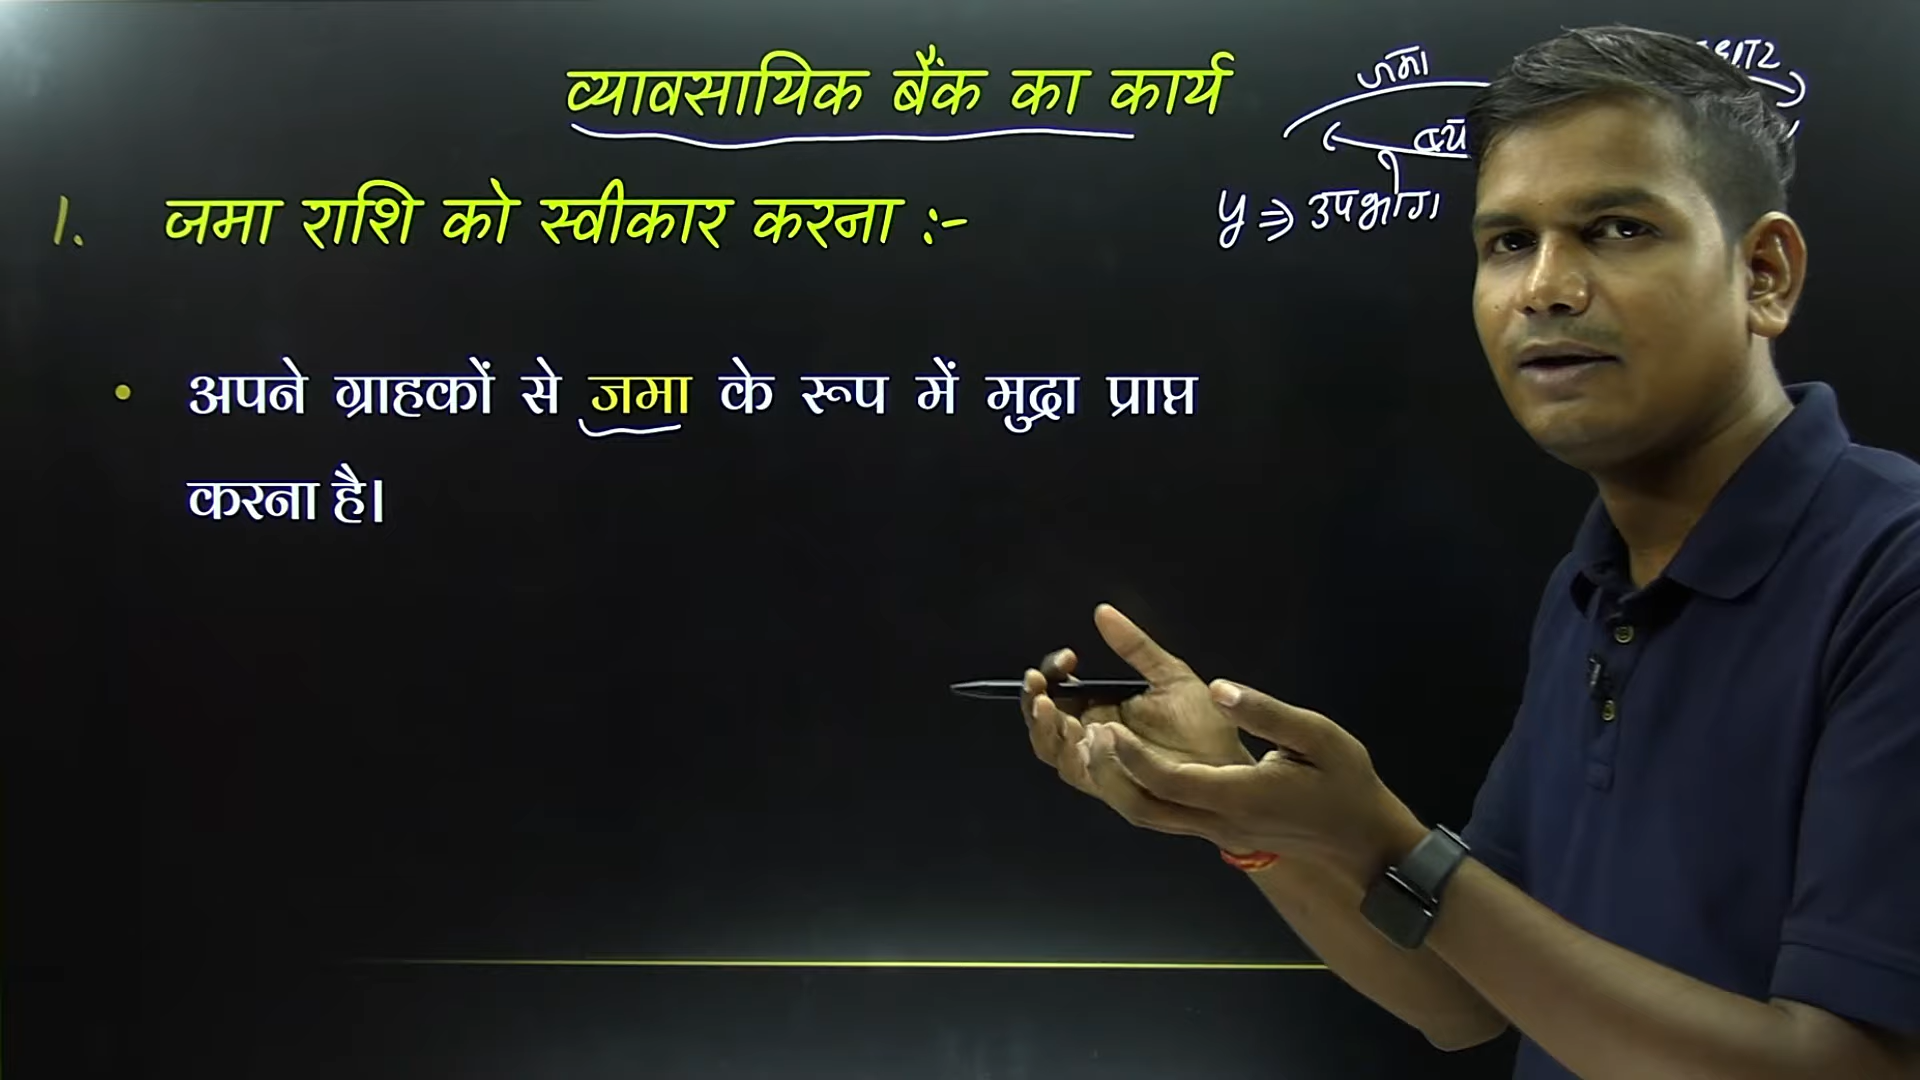 व्यावसायिक बैंक का कार्य
1. जमा राशि को स्वीकार करना :-
• अपने ग्राहकों से जमा के रूप में मुद्रा प्राप्त
करना है।
जमा
y ⇒ उपभोग